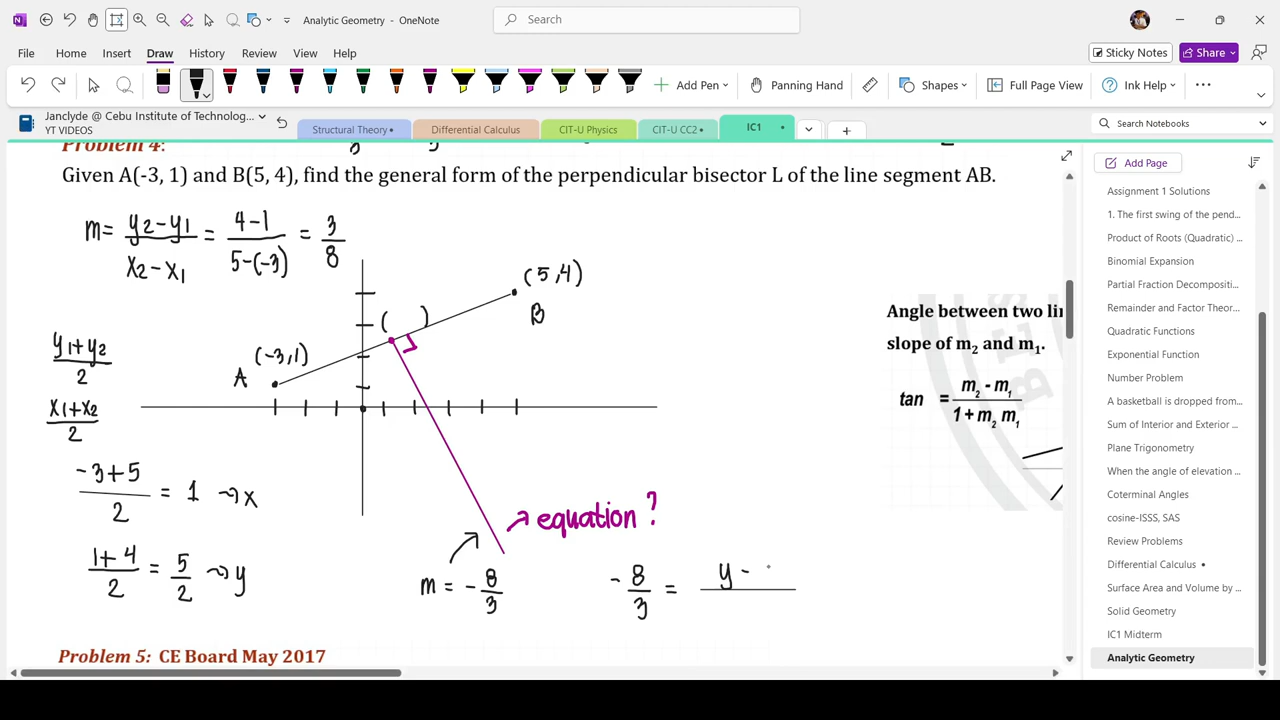 Analytic Geometry - OneNote
Search
File Home Insert Draw History Review View Help
Sticky Notes
Share
Add Pen
Panning Hand
Shapes
Full Page View
Ink Help
Janclyde @ Cebu Institute of Technolog...
YT VIDEOS
Structural Theory
Differential Calculus
CIT-U Physics
CIT-U CC2
IC1
Search Notebooks
Problem 4:
Given A(-3, 1) and B(5, 4), find the general form of the perpendicular bisector L of the line segment AB.
m = y2-y1 / x2-x1 = 4-1 / 5-(-3) = 3/8
(5,4)
B
( )
(-3,1)
A
y1+y2 / 2
x1+x2 / 2
-3+5 / 2 = 1 → x
1+4 / 2 = 5/2 → y
equation?
m = -8/3
-8/3 = y -
Angle between two lin
slope of m2 and m1.
tan = m2 - m1 / 1 + m2 m1
Problem 5: CE Board May 2017
Add Page
Assignment 1 Solutions
1. The first swing of the pend...
Product of Roots (Quadratic) ...
Binomial Expansion
Partial Fraction Decompositi...
Remainder and Factor Theor...
Quadratic Functions
Exponential Function
Number Problem
A basketball is dropped from...
Sum of Interior and Exterior ...
Plane Trigonometry
When the angle of elevation ...
Coterminal Angles
cosine-ISSS, SAS
Review Problems
Differential Calculus
Surface Area and Volume by ...
Solid Geometry
IC1 Midterm
Analytic Geometry